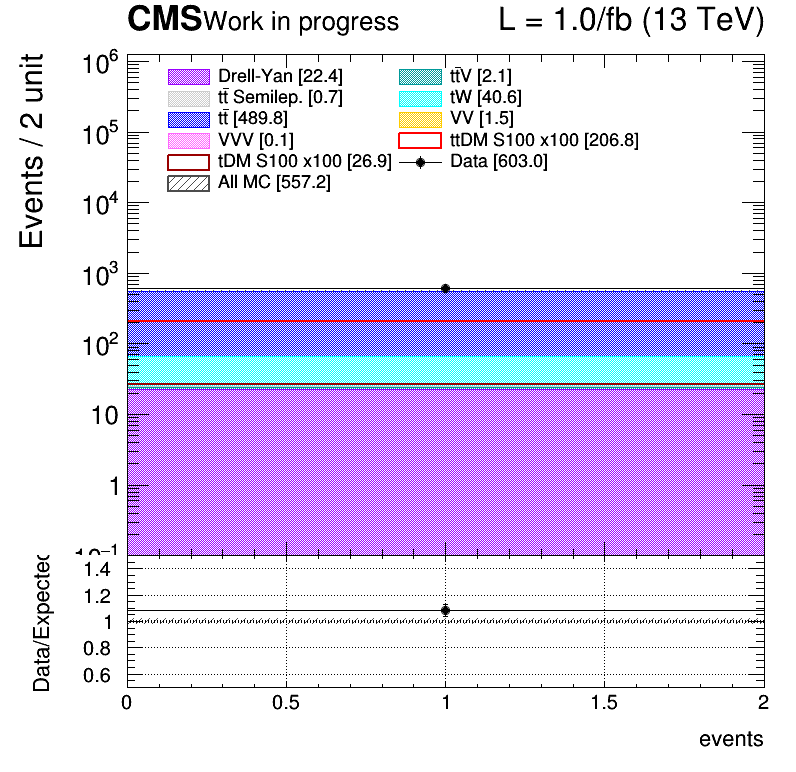 CMS Work in progress L = 1.0/fb (13 TeV)
Events / 2 unit
10⁶
10⁵
10⁴
10³
10²
10
1
10⁻¹
Drell-Yan [22.4] tt̄V [2.1]
tt̄ Semilep. [0.7] tW [40.6]
tt̄ [489.8] VV [1.5]
VVV [0.1] ttDM S100 x100 [206.8]
tDM S100 x100 [26.9] Data [603.0]
All MC [557.2]
Data/Expected
1.4
1.2
1
0.8
0.6
0 0.5 1 1.5 2
events